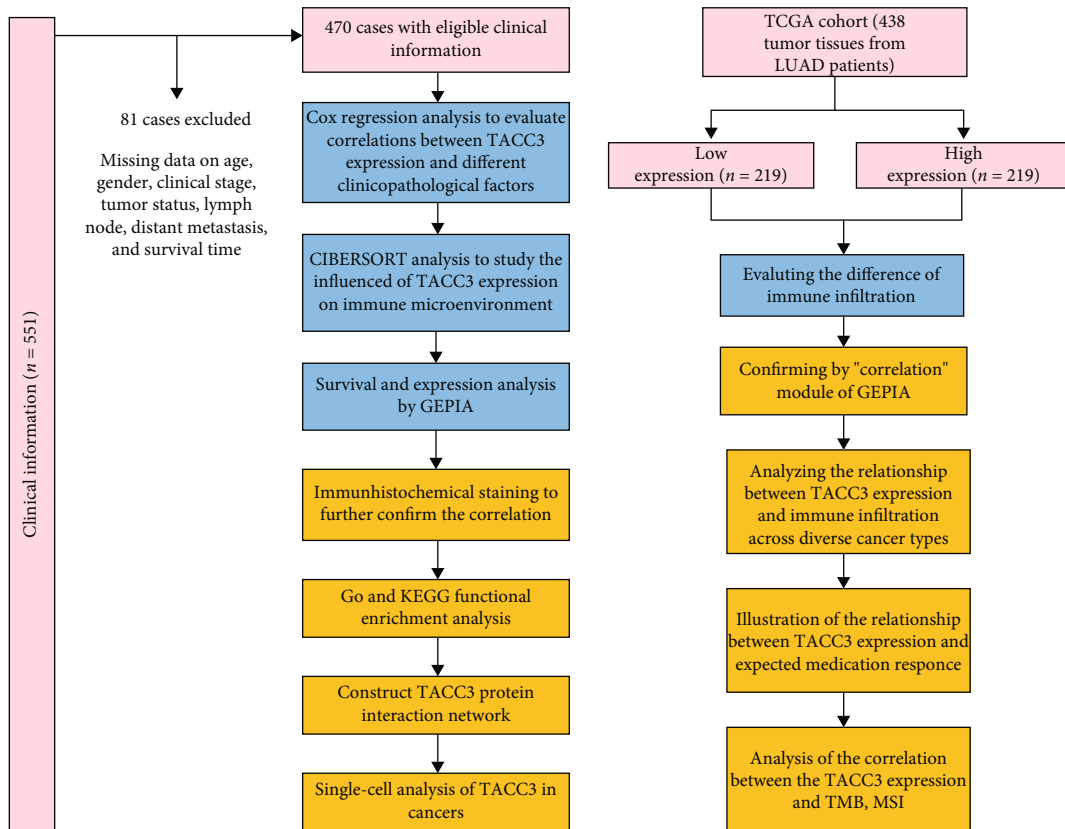 Clinical information (n = 551)
81 cases excluded
Missing data on age,
gender, clinical stage,
tumor status, lymph
node, distant metastasis,
and survival time
470 cases with eligible clinical
information
Cox regression analysis to evaluate
correlations between TACC3
expression and different
clinicopathological factors
CIBERSORT analysis to study the
influenced of TACC3 expression
on immune microenvironment
Survival and expression analysis
by GEPIA
Immunhistochemical staining to
further confirm the correlation
Go and KEGG functional
enrichment analysis
Construct TACC3 protein
interaction network
Single-cell analysis of TACC3 in
cancers
TCGA cohort (438
tumor tissues from
LUAD patients)
Low
expression (n = 219)
High
expression (n = 219)
Evaluting the difference of
immune infiltration
Confirming by "correlation"
module of GEPIA
Analyzing the relationship
between TACC3 expression
and immune infiltration
across diverse cancer types
Illustration of the relationship
between TACC3 expression and
expected medication responce
Analysis of the correlation
between the TACC3 expression
and TMB, MSI